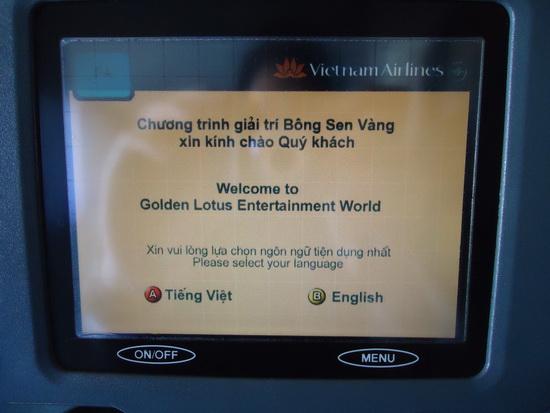 Vietnam Airlines
Chương trình giải trí Bông Sen Vàng
xin kính chào Quý khách
Welcome to
Golden Lotus Entertainment World
Xin vui lòng lựa chọn ngôn ngữ tiện dụng nhất
Please select your language
A Tiếng Việt
B English
ON/OFF
MENU